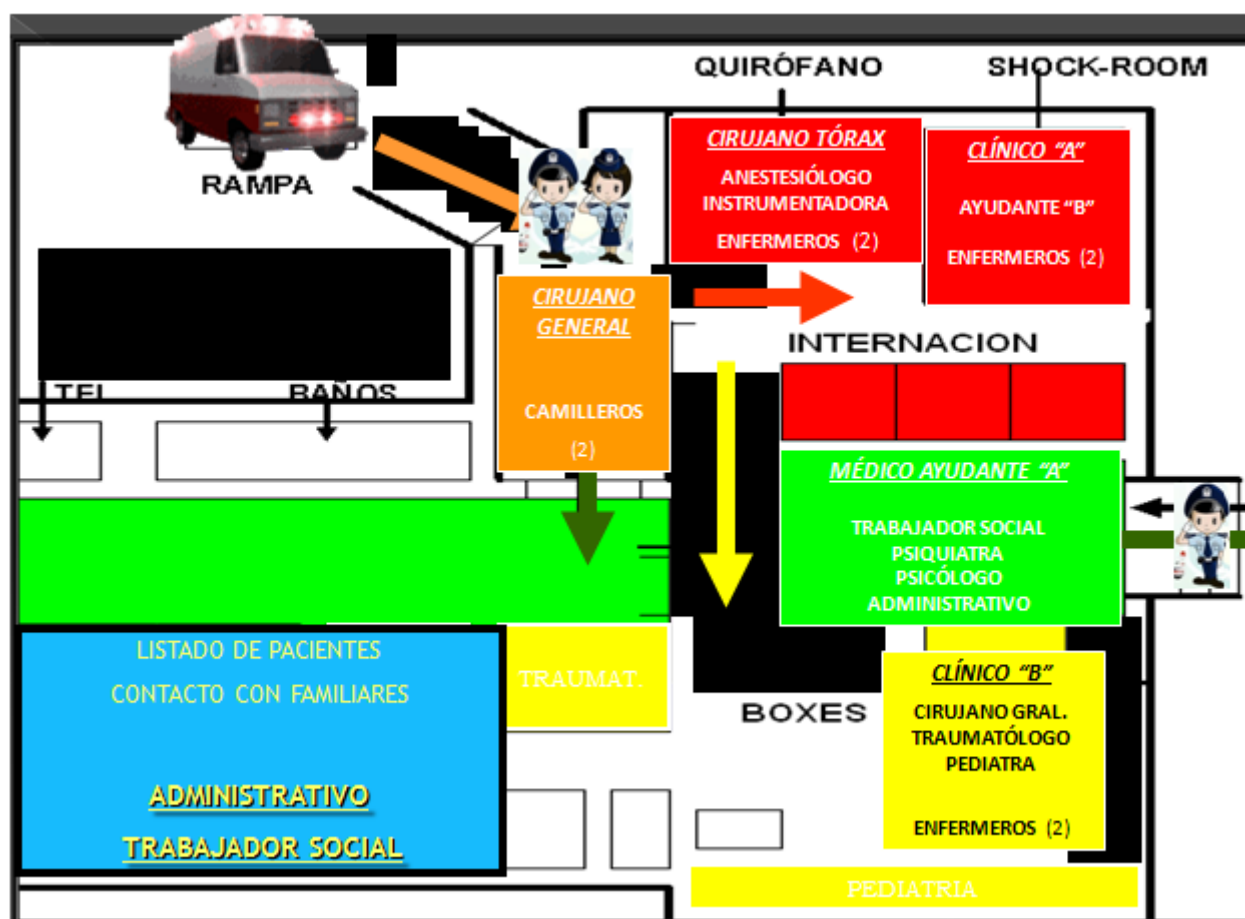 RAMPA
QUIRÓFANO
SHOCK-ROOM
CIRUJANO TÓRAX
ANESTESIÓLOGO
INSTRUMENTADORA
ENFERMEROS (2)
CLÍNICO "A"
AYUDANTE "B"
ENFERMEROS (2)
CIRUJANO
GENERAL
CAMILLEROS
(2)
INTERNACION
TEL
BAÑOS
MÉDICO AYUDANTE "A"
TRABAJADOR SOCIAL
PSIQUIATRA
PSICÓLOGO
ADMINISTRATIVO
LISTADO DE PACIENTES
CONTACTO CON FAMILIARES
ADMINISTRATIVO
TRABAJADOR SOCIAL
TRAUMAT.
BOXES
CLÍNICO "B"
CIRUJANO GRAL.
TRAUMATÓLOGO
PEDIATRA
ENFERMEROS (2)
PEDIATRIA